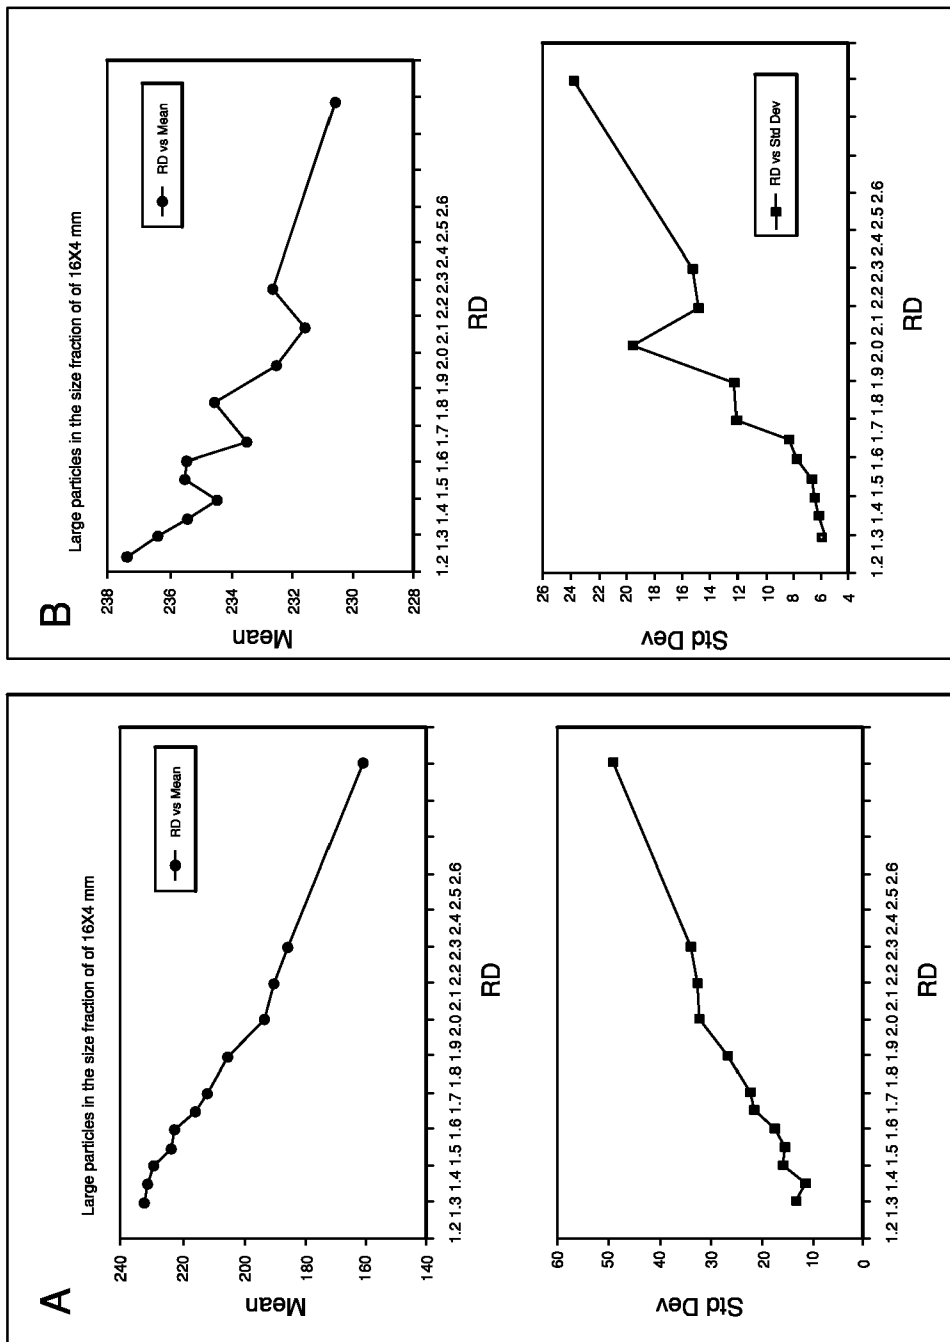 A
Large particles in the size fraction of of 16X4 mm
RD vs Mean
240
220
200
180
160
140
Mean
1.2 1.3 1.4 1.5 1.6 1.7 1.8 1.9 2.0 2.1 2.2 2.3 2.4 2.5 2.6
RD
60
50
40
30
20
10
0
Std Dev
1.2 1.3 1.4 1.5 1.6 1.7 1.8 1.9 2.0 2.1 2.2 2.3 2.4 2.5 2.6
RD
B
Large particles in the size fraction of of 16X4 mm
RD vs Mean
238
236
234
232
230
228
Mean
1.2 1.3 1.4 1.5 1.6 1.7 1.8 1.9 2.0 2.1 2.2 2.3 2.4 2.5 2.6
RD
26
24
22
20
18
16
14
12
10
8
6
4
Std Dev
RD vs Std Dev
1.2 1.3 1.4 1.5 1.6 1.7 1.8 1.9 2.0 2.1 2.2 2.3 2.4 2.5 2.6
RD